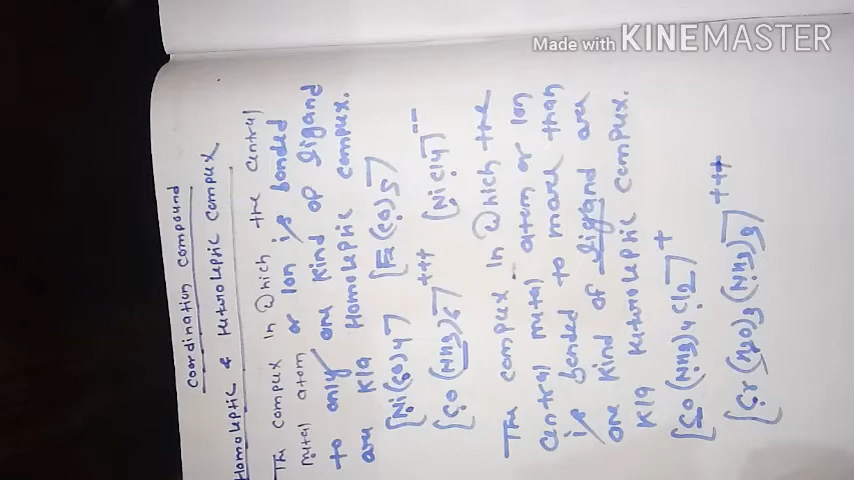 Made with KINEMASTER
coordination compound
Homoleptic & Heteroleptic complex
The complex in which the central
metal atom or Ion is bonded
to only one kind of ligand
are K/a Homoleptic complex.
[Ni(CO)4] [Fe(CO)5]
[Co(NH3)6]+++ [NiCl4]--
The complex In which the
central metal atom or Ion
is bonded to more than
one kind of ligand are
K/a Heteroleptic complex.
[Co(NH3)4Cl2]+
[Cr(H2O)3(NH3)3]+++